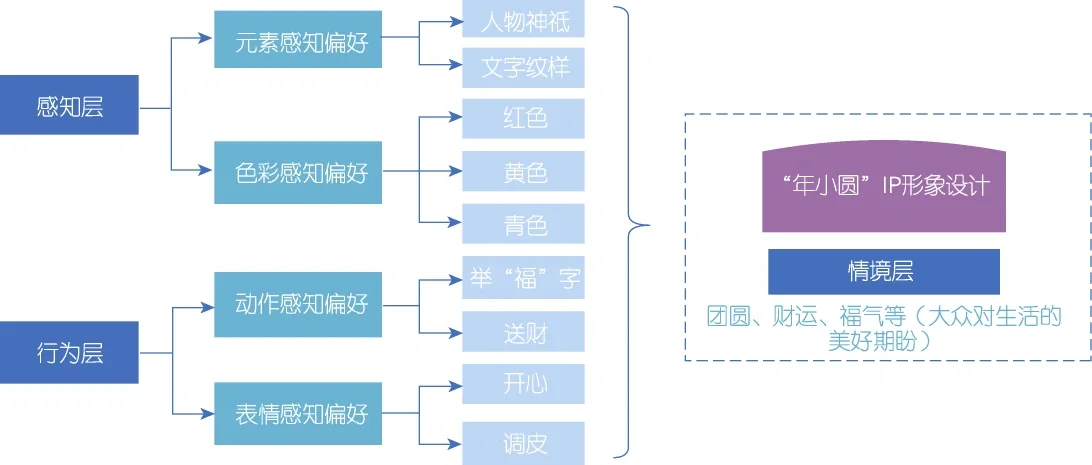 感知层
元素感知偏好
人物神祇
文字纹样
色彩感知偏好
红色
黄色
青色
行为层
动作感知偏好
举“福”字
送财
表情感知偏好
开心
调皮
“年小圆”IP形象设计
情境层
团圆、财运、福气等（大众对生活的
美好期盼）